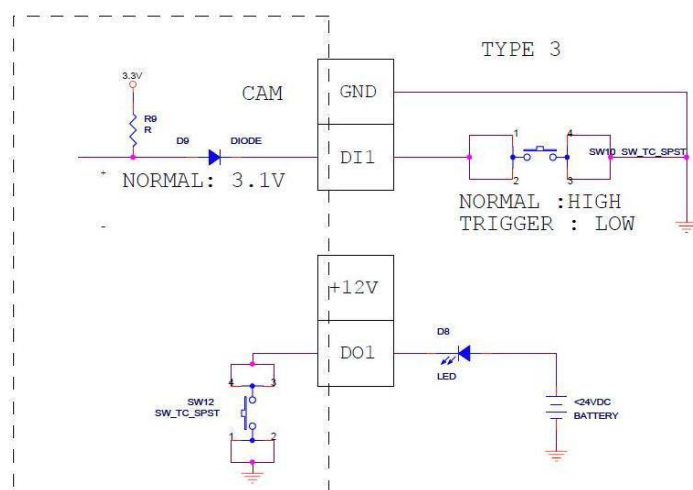 TYPE 3
3.3V
CAM
GND
R9
R
D9
DIODE
DI1
1
4
SW10 SW_TC_SPST
2
3
+
NORMAL: 3.1V
-
NORMAL :HIGH
TRIGGER : LOW
+12V
D8
DO1
LED
4
3
SW12
SW_TC_SPST
<24VDC
BATTERY
1
2